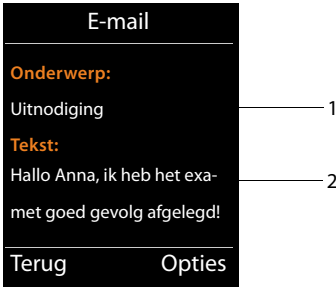 E-mail
Onderwerp:
Uitnodiging
1
Tekst:
Hallo Anna, ik heb het exa-
2
met goed gevolg afgelegd!
Terug Opties